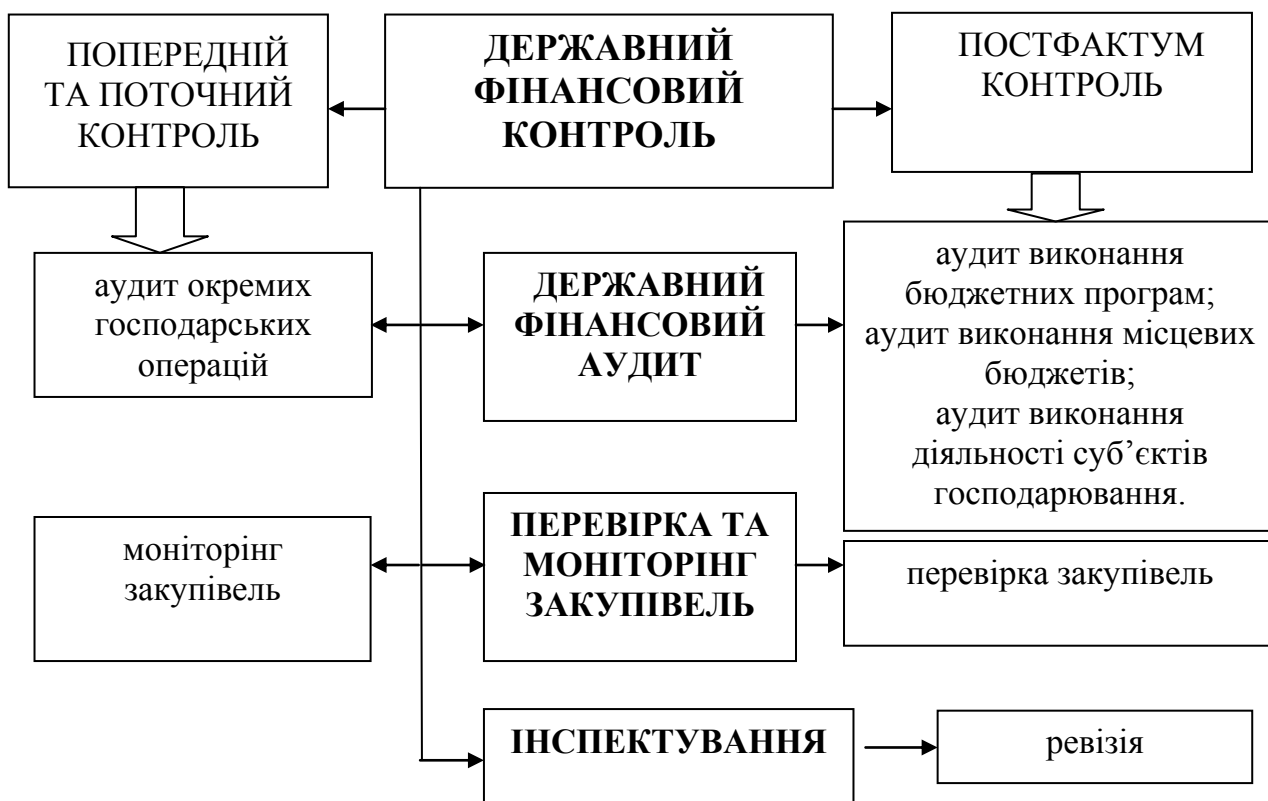 ПОПЕРЕДНІЙ
ТА ПОТОЧНИЙ
КОНТРОЛЬ
ДЕРЖАВНИЙ
ФІНАНСОВИЙ
КОНТРОЛЬ
ПОСТФАКТУМ
КОНТРОЛЬ
аудит окремих
господарських
операцій
ДЕРЖАВНИЙ
ФІНАНСОВИЙ
АУДИТ
аудит виконання
бюджетних програм;
аудит виконання місцевих
бюджетів;
аудит виконання
діяльності суб’єктів
господарювання.
моніторінг
закупівель
ПЕРЕВІРКА ТА
МОНІТОРІНГ
ЗАКУПІВЕЛЬ
перевірка закупівель
ІНСПЕКТУВАННЯ
ревізія